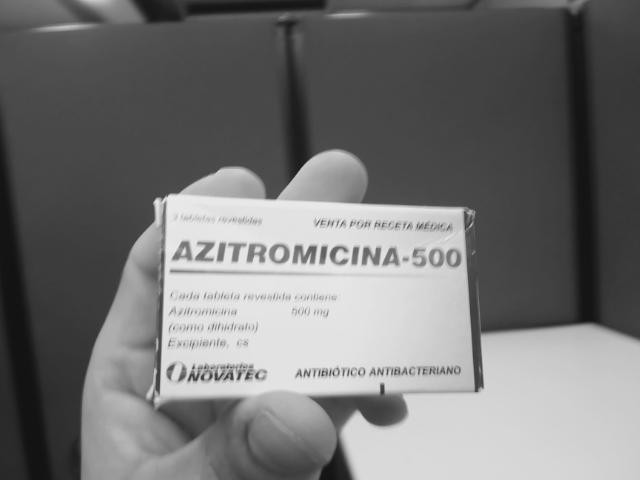 3 tabletas revestidas
VENTA POR RECETA MÉDICA
AZITROMICINA-500
Cada tableta revestida contiene:
Azitromicina 500 mg
(como dihidrato)
Excipiente, cs
Laboratorios
NOVATEC
ANTIBIÓTICO ANTIBACTERIANO